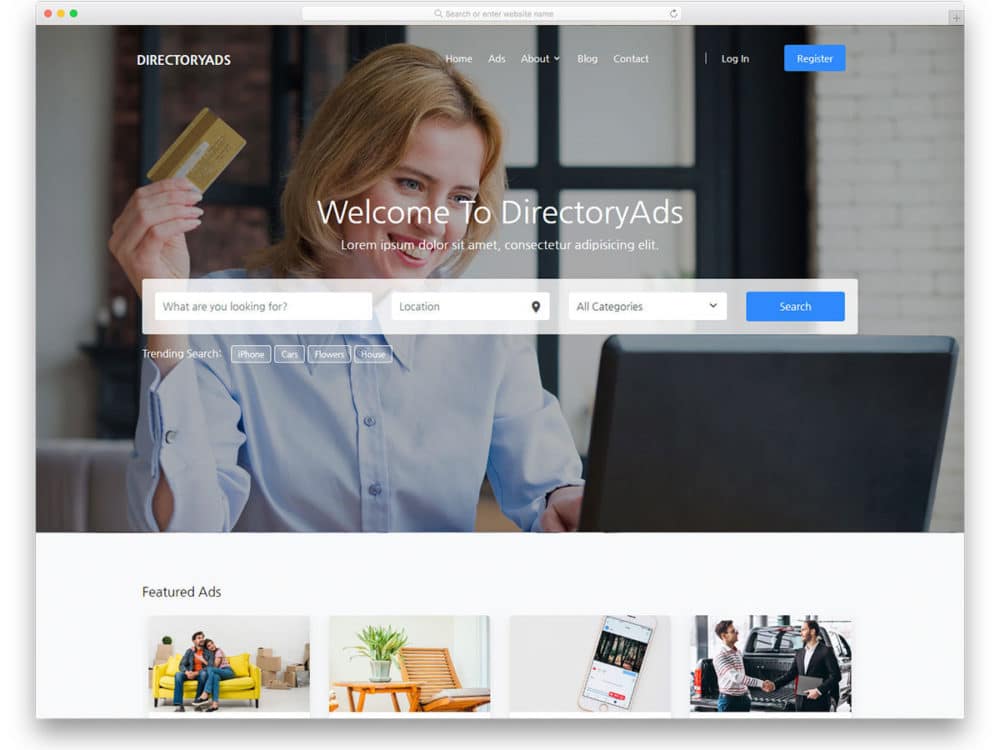 Search or enter website name
DIRECTORYADS
Home Ads About Blog Contact Log In Register
Welcome To DirectoryAds
Lorem ipsum dolor sit amet, consectetur adipisicing elit.
What are you looking for? Location All Categories Search
Trending Search: iPhone Cars Flowers House
Featured Ads